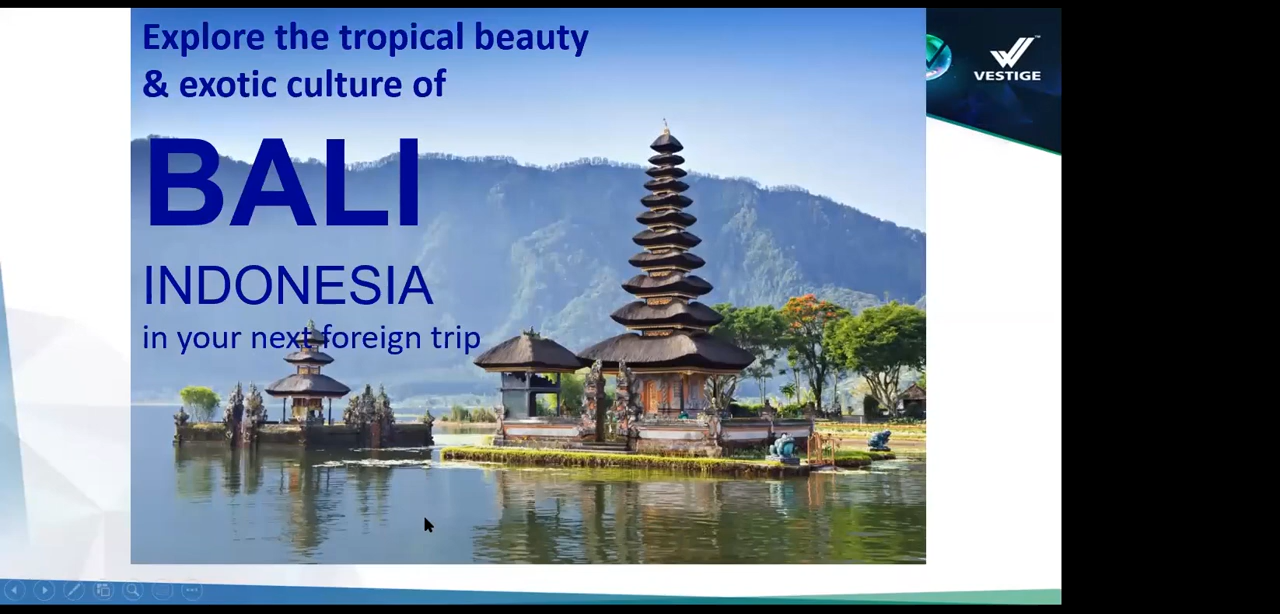 Explore the tropical beauty
& exotic culture of
BALI
INDONESIA
in your next foreign trip
VESTIGE